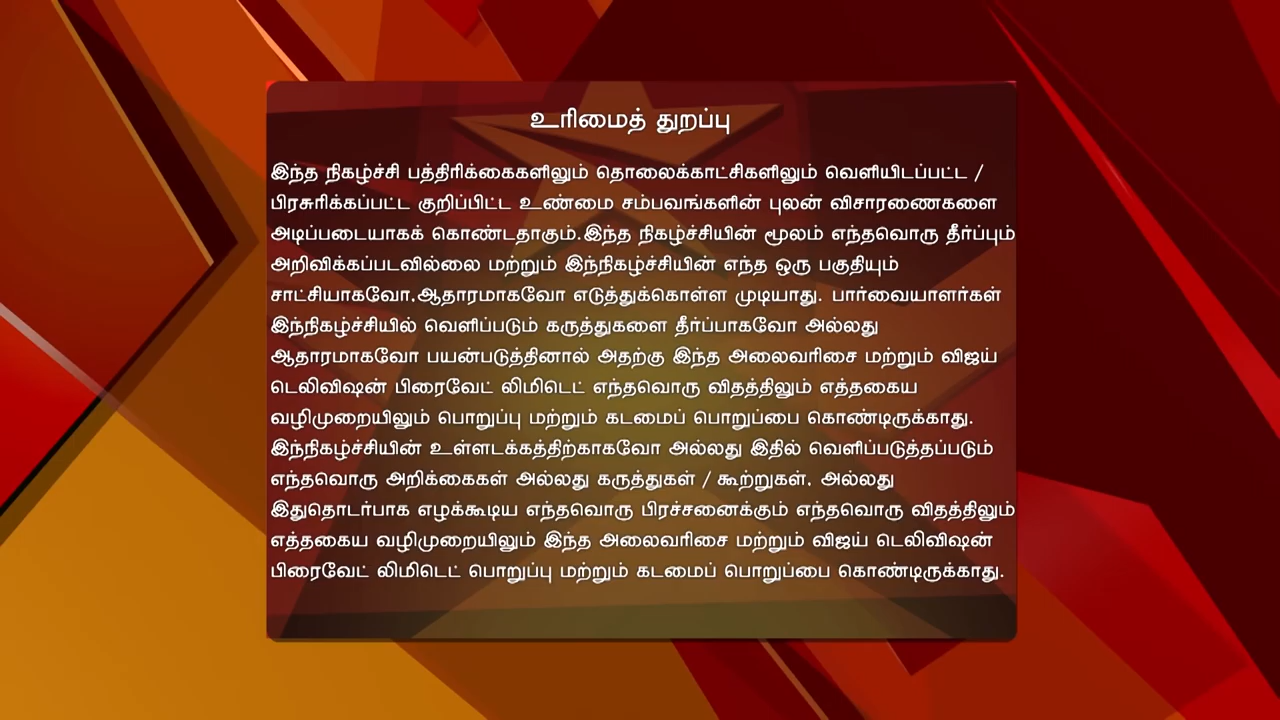 உரிமைத் துறப்பு
இந்த நிகழ்ச்சி பத்திரிக்கைகளிலும் தொலைக்காட்சிகளிலும் வெளியிடப்பட்ட /
பிரசுரிக்கப்பட்ட குறிப்பிட்ட உண்மை சம்பவங்களின் புலன் விசாரணைகளை
அடிப்படையாகக் கொண்டதாகும்.இந்த நிகழ்ச்சியின் மூலம் எந்தவொரு தீர்ப்பும்
அறிவிக்கப்படவில்லை மற்றும் இந்நிகழ்ச்சியின் எந்த ஒரு பகுதியும்
சாட்சியாகவோ.ஆதாரமாகவோ எடுத்துக்கொள்ள முடியாது. பார்வையாளர்கள்
இந்நிகழ்ச்சியில் வெளிப்படும் கருத்துகளை தீர்ப்பாகவோ அல்லது
ஆதாரமாகவோ பயன்படுத்தினால் அதற்கு இந்த அலைவரிசை மற்றும் விஜய்
டெலிவிஷன் பிரைவேட் லிமிடெட் எந்தவொரு விதத்திலும் எத்தகைய
வழிமுறையிலும் பொறுப்பு மற்றும் கடமைப் பொறுப்பை கொண்டிருக்காது.
இந்நிகழ்ச்சியின் உள்ளடக்கத்திற்காகவோ அல்லது இதில் வெளிப்படுத்தப்படும்
எந்தவொரு அறிக்கைகள் அல்லது கருத்துகள் / கூற்றுகள். அல்லது
இதுதொடர்பாக எழக்கூடிய எந்தவொரு பிரச்சனைக்கும் எந்தவொரு விதத்திலும்
எத்தகைய வழிமுறையிலும் இந்த அலைவரிசை மற்றும் விஜய் டெலிவிஷன்
பிரைவேட் லிமிடெட் பொறுப்பு மற்றும் கடமைப் பொறுப்பை கொண்டிருக்காது.